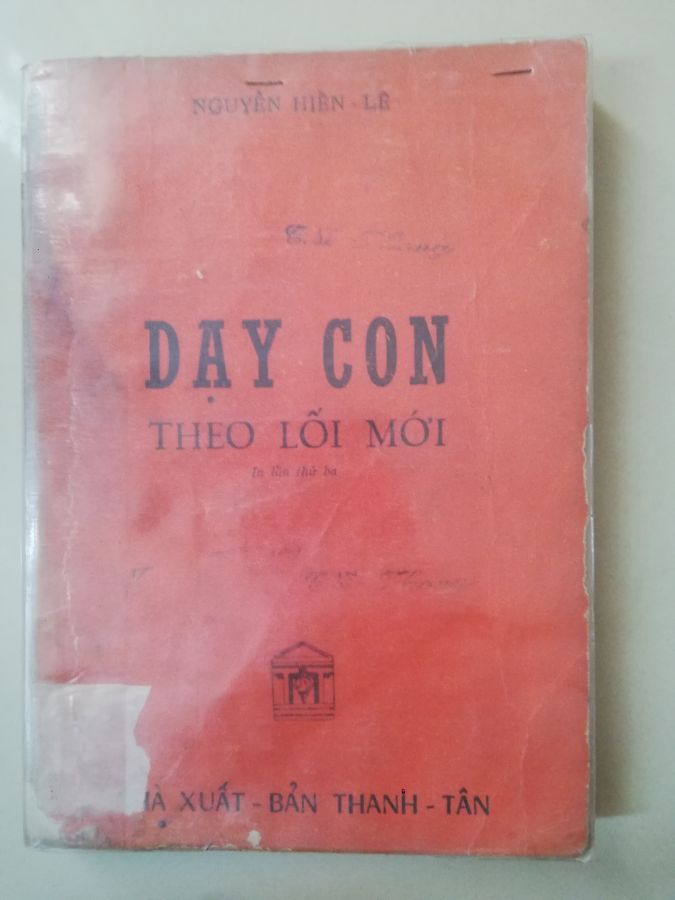 NGUYỄN HIẾN - LÊ
DẠY CON
THEO LỐI MỚI
In lần thứ ba
XUẤT - BẢN THANH - TÂN